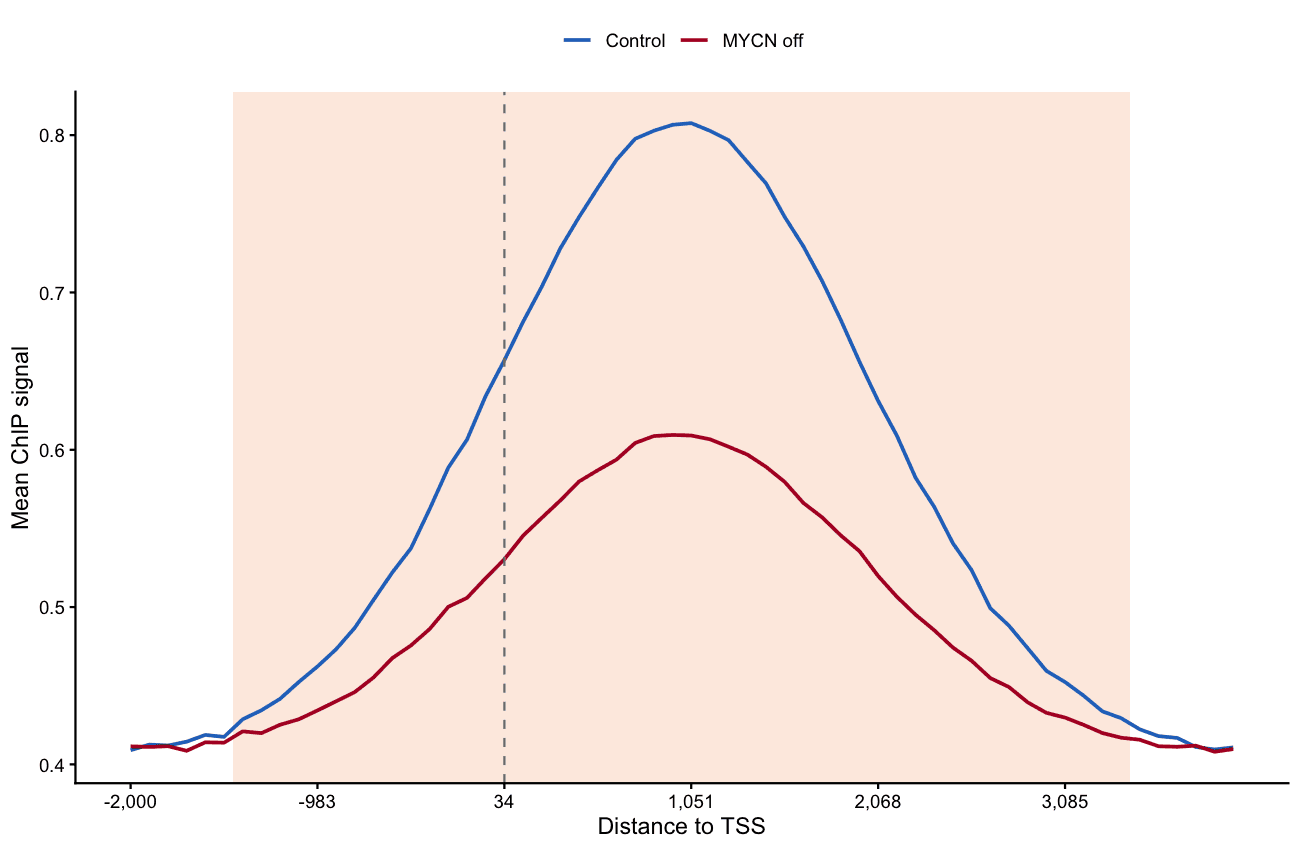 Control MYCN off
0.8
0.7
0.6
0.5
0.4
Mean ChIP signal
-2,000 -983 34 1,051 2,068 3,085
Distance to TSS